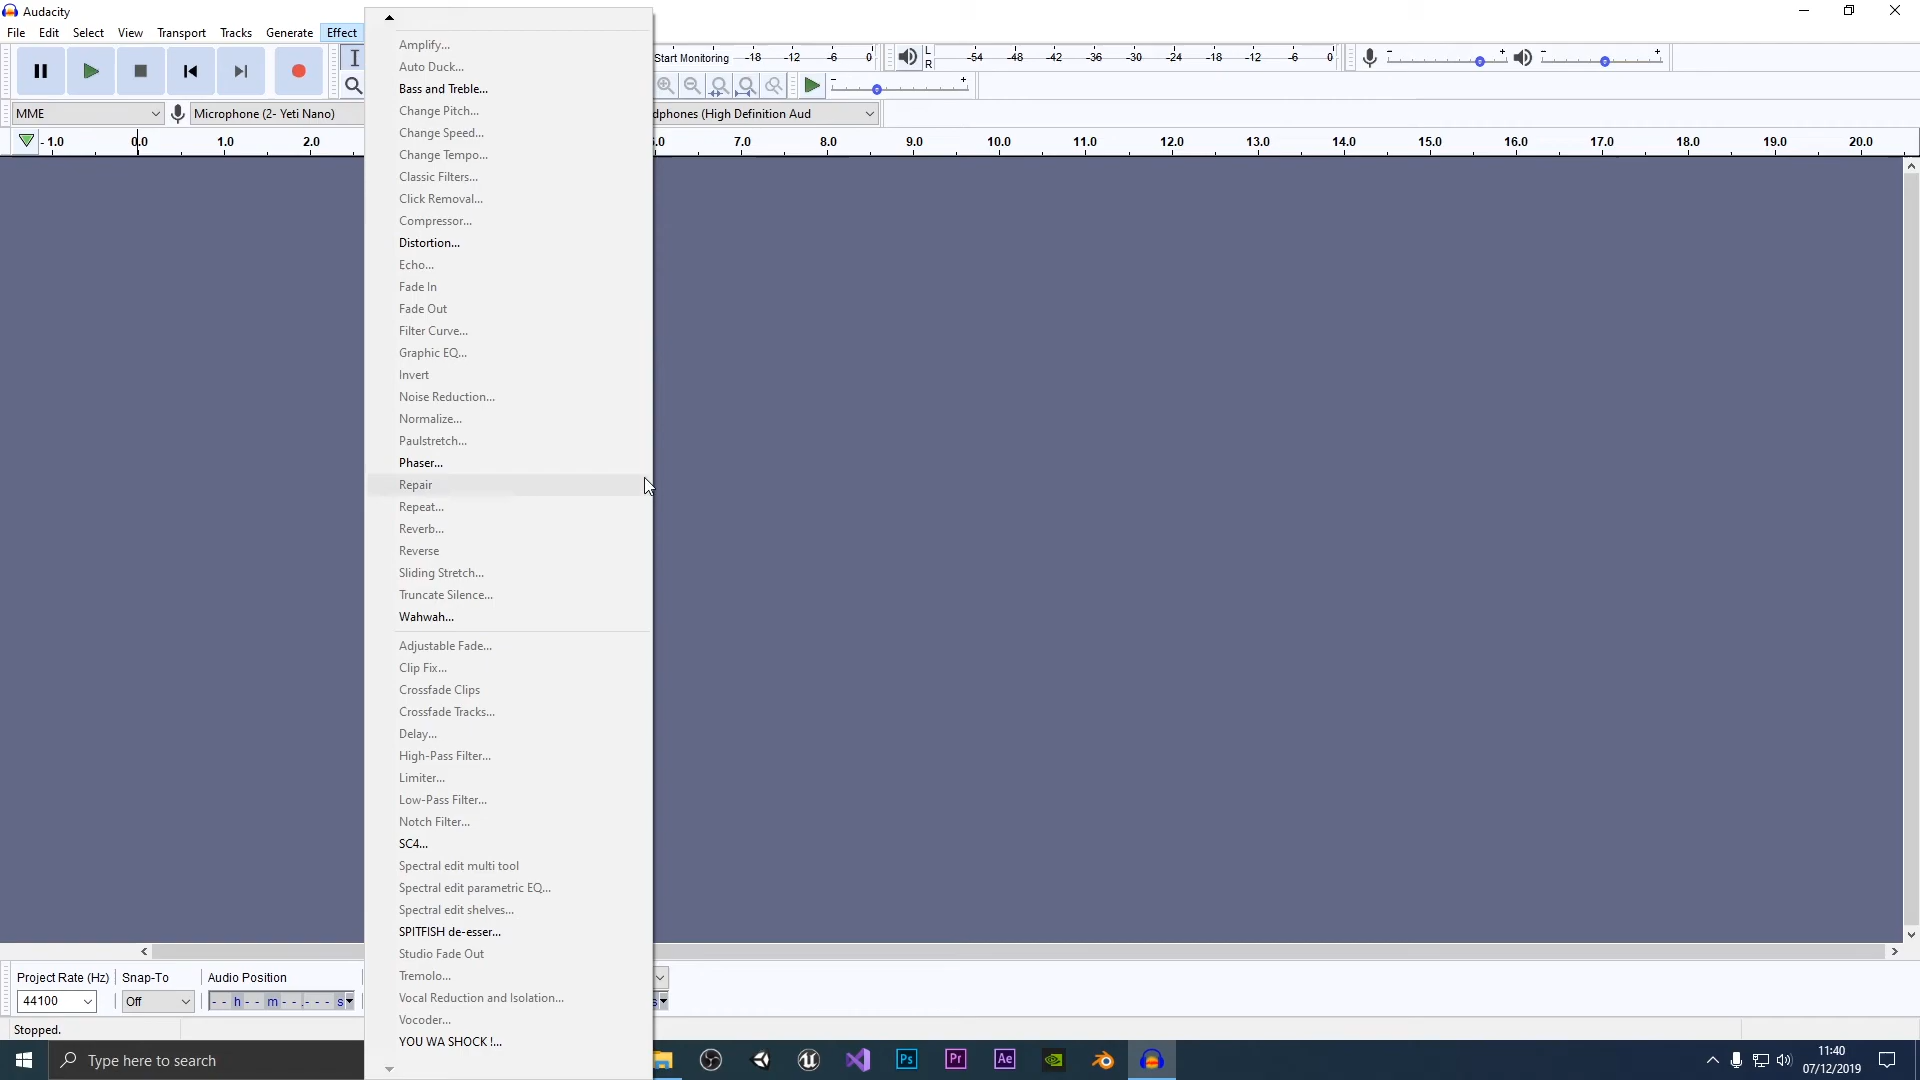 Audacity
File Edit Select View Transport Tracks Generate Effect
Start Monitoring -18 -12 -6 0
L
R
-54 -48 -42 -36 -30 -24 -18 -12 -6 0
- +
- +
- +
MME
Microphone (2- Yeti Nano)
dphones (High Definition Aud
-1.0 0.0 1.0 2.0 7.0 8.0 9.0 10.0 11.0 12.0 13.0 14.0 15.0 16.0 17.0 18.0 19.0 20.0
Amplify...
Auto Duck...
Bass and Treble...
Change Pitch...
Change Speed...
Change Tempo...
Classic Filters...
Click Removal...
Compressor...
Distortion...
Echo...
Fade In
Fade Out
Filter Curve...
Graphic EQ...
Invert
Noise Reduction...
Normalize...
Paulstretch...
Phaser...
Repair
Repeat...
Reverb...
Reverse
Sliding Stretch...
Truncate Silence...
Wahwah...
Adjustable Fade...
Clip Fix...
Crossfade Clips
Crossfade Tracks...
Delay...
High-Pass Filter...
Limiter...
Low-Pass Filter...
Notch Filter...
SC4...
Spectral edit multi tool
Spectral edit parametric EQ...
Spectral edit shelves...
SPITFISH de-esser...
Studio Fade Out
Tremolo...
Vocal Reduction and Isolation...
Vocoder...
YOU WA SHOCK !...
Project Rate (Hz) Snap-To Audio Position
44100 Off -- h -- m --.--- s
Stopped.
Type here to search
Ps Pr Ae
11:40
07/12/2019